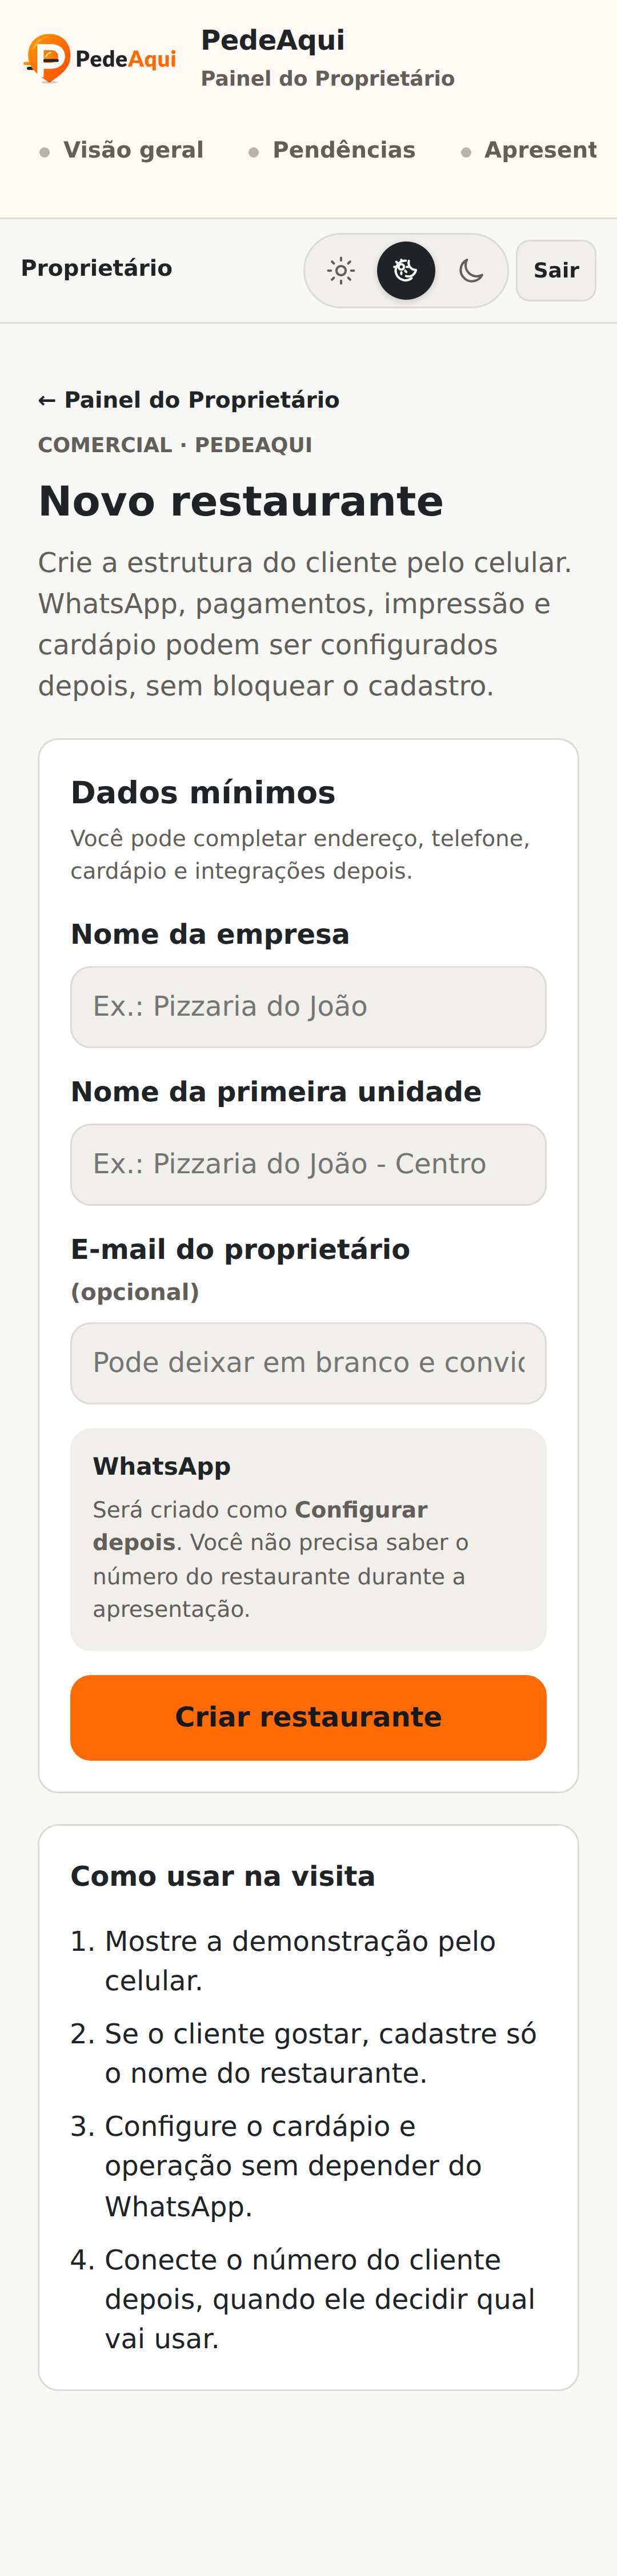 PedeAqui
PedeAqui
Painel do Proprietário
Visão geral
Pendências
Apresent
Proprietário
Sair
← Painel do Proprietário
COMERCIAL · PEDEAQUI
Novo restaurante
Crie a estrutura do cliente pelo celular.
WhatsApp, pagamentos, impressão e
cardápio podem ser configurados
depois, sem bloquear o cadastro.
Dados mínimos
Você pode completar endereço, telefone,
cardápio e integrações depois.
Nome da empresa
Ex.: Pizzaria do João
Nome da primeira unidade
Ex.: Pizzaria do João - Centro
E-mail do proprietário
(opcional)
Pode deixar em branco e convi
WhatsApp
Será criado como Configurar
depois. Você não precisa saber o
número do restaurante durante a
apresentação.
Criar restaurante
Como usar na visita
1. Mostre a demonstração pelo
celular.
2. Se o cliente gostar, cadastre só
o nome do restaurante.
3. Configure o cardápio e
operação sem depender do
WhatsApp.
4. Conecte o número do cliente
depois, quando ele decidir qual
vai usar.